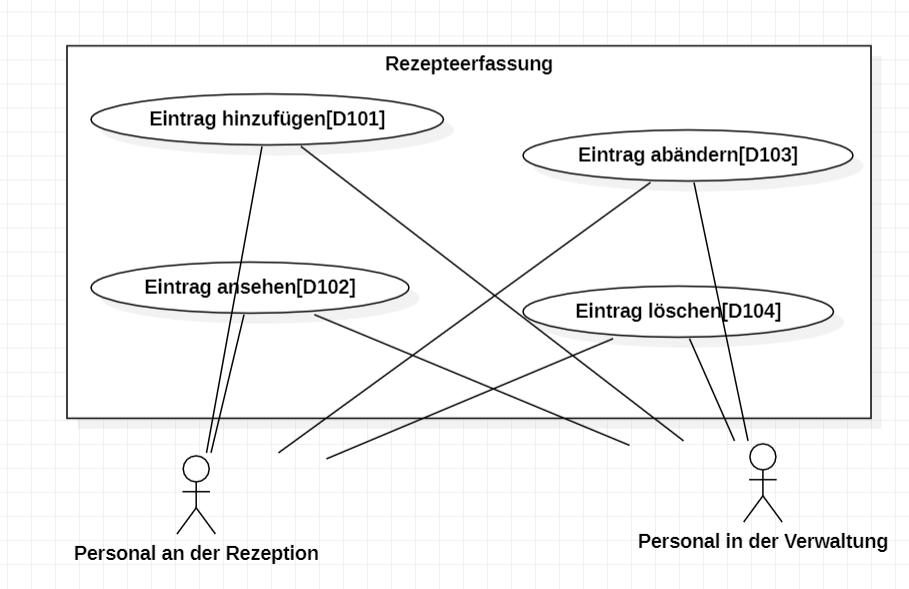 Rezepteerfassung
Eintrag hinzufügen[D101]
Eintrag abändern[D103]
Eintrag ansehen[D102]
Eintrag löschen[D104]
Personal an der Rezeption
Personal in der Verwaltung